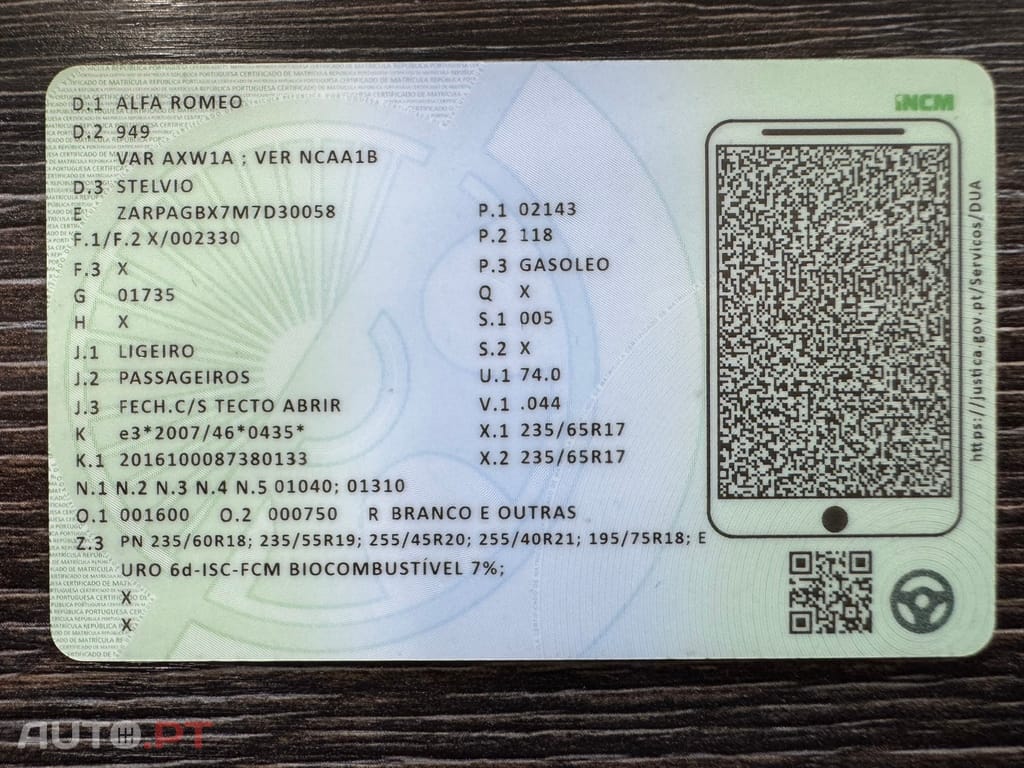 D.1 ALFA ROMEO
iNCM
D.2 949
VAR AXW1A ; VER NCAA1B
D.3 STELVIO
E ZARPAGBX7M7D30058
P.1 02143
F.1/F.2 X/002330
P.2 118
F.3 X
P.3 GASOLEO
G 01735
Q X
H X
S.1 005
J.1 LIGEIRO
S.2 X
J.2 PASSAGEIROS
U.1 74.0
J.3 FECH.C/S TECTO ABRIR
V.1 .044
K e3*2007/46*0435*
X.1 235/65R17
K.1 2016100087380133
X.2 235/65R17
N.1 N.2 N.3 N.4 N.5 01040; 01310
O.1 001600 O.2 000750 R BRANCO E OUTRAS
Z.3 PN 235/60R18; 235/55R19; 255/45R20; 255/40R21; 195/75R18; E
URO 6d-ISC-FCM BIOCOMBUSTÍVEL 7%;
X
X
https://justica.gov.pt/Servicos/DUA
AUTO.PT